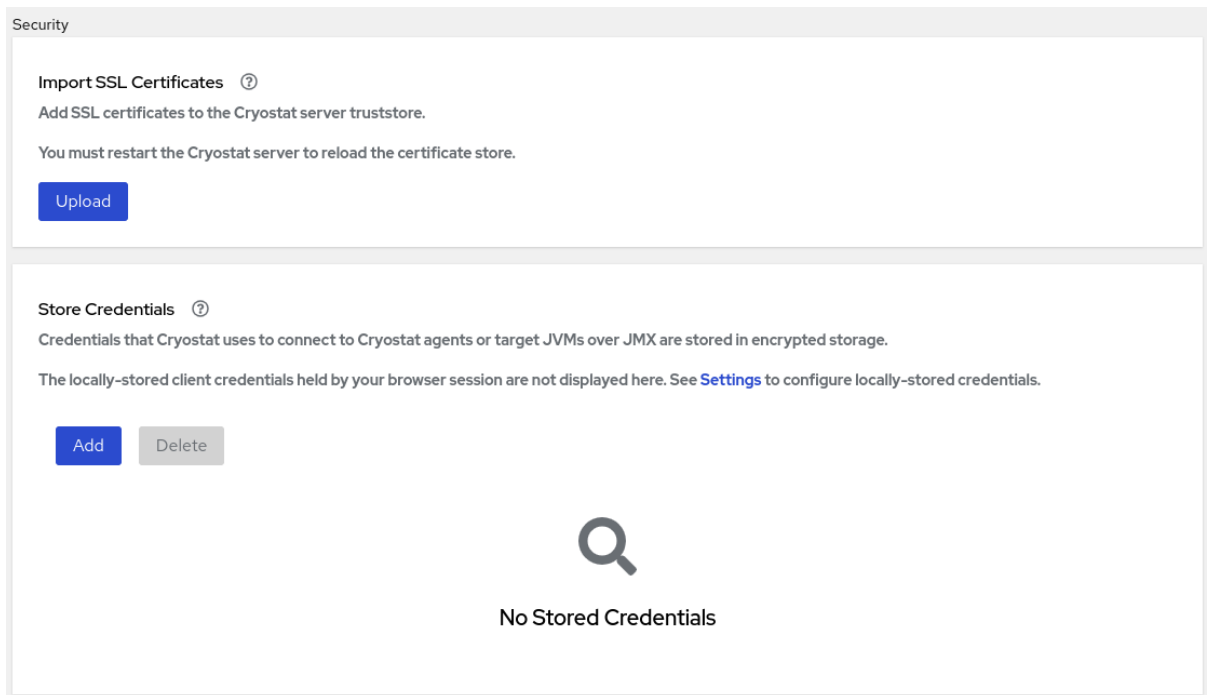 Security
Import SSL Certificates
Add SSL certificates to the Cryostat server truststore.
You must restart the Cryostat server to reload the certificate store.
Upload
Store Credentials
Credentials that Cryostat uses to connect to Cryostat agents or target JVMs over JMX are stored in encrypted storage.
The locally-stored client credentials held by your browser session are not displayed here. See Settings to configure locally-stored credentials.
Add Delete
No Stored Credentials